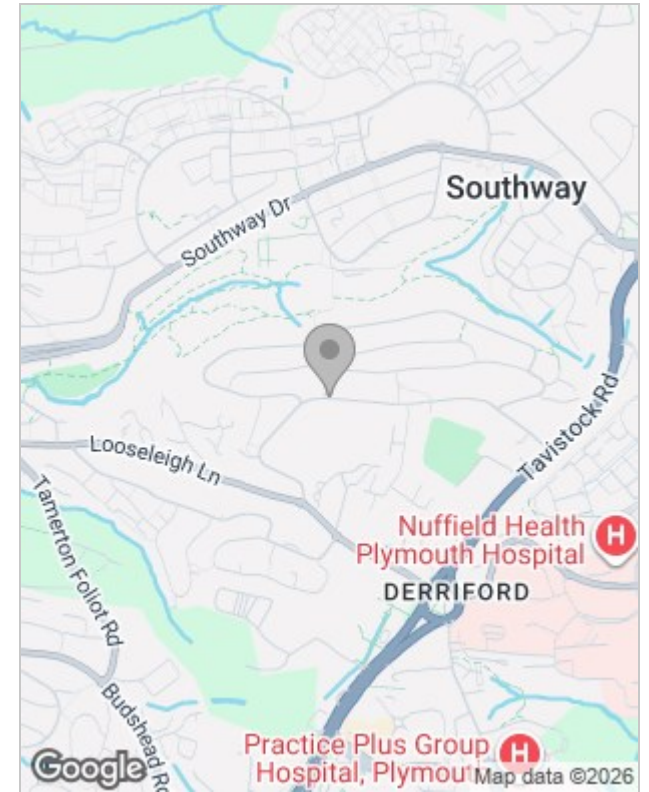 Southway
Southway Dr
Tavistock Rd
Looseleigh Ln
Tamerton Foliot Rd
Nuffield Health
Plymouth Hospital
H
DERRIFORD
Budshead Rd
Practice Plus Group
Hospital, Plymou
H
Google
Map data ©2026